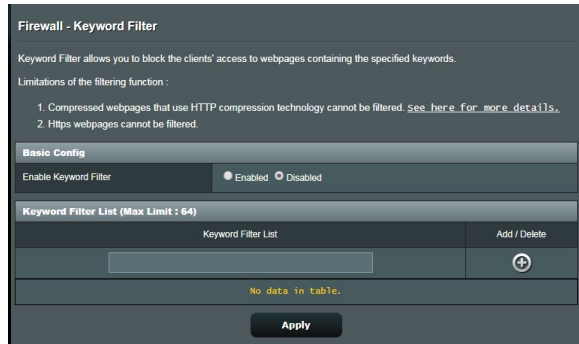 Firewall - Keyword Filter
Keyword Filter allows you to block the clients' access to webpages containing the specified keywords.
Limitations of the filtering function :
1. Compressed webpages that use HTTP compression technology cannot be filtered. See here for more details.
2. Https webpages cannot be filtered.
Basic Config
Enable Keyword Filter Enabled Disabled
Keyword Filter List (Max Limit : 64)
Keyword Filter List Add / Delete
No data in table.
Apply